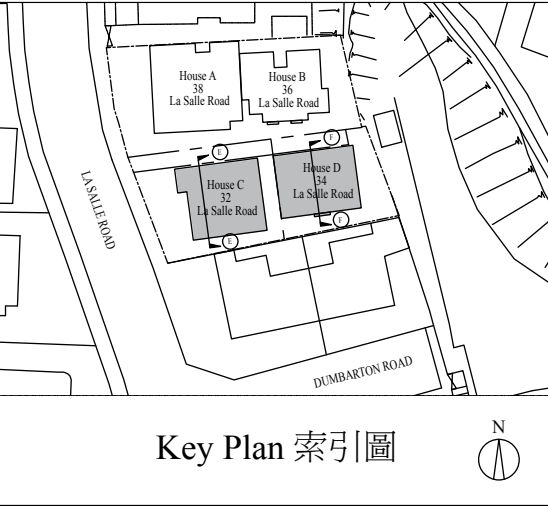 House A
38
La Salle Road
House B
36
La Salle Road
E
F
House C
32
La Salle Road
House D
34
La Salle Road
E
F
LA SALLE ROAD
DUMBARTON ROAD
Key Plan 索引圖
N